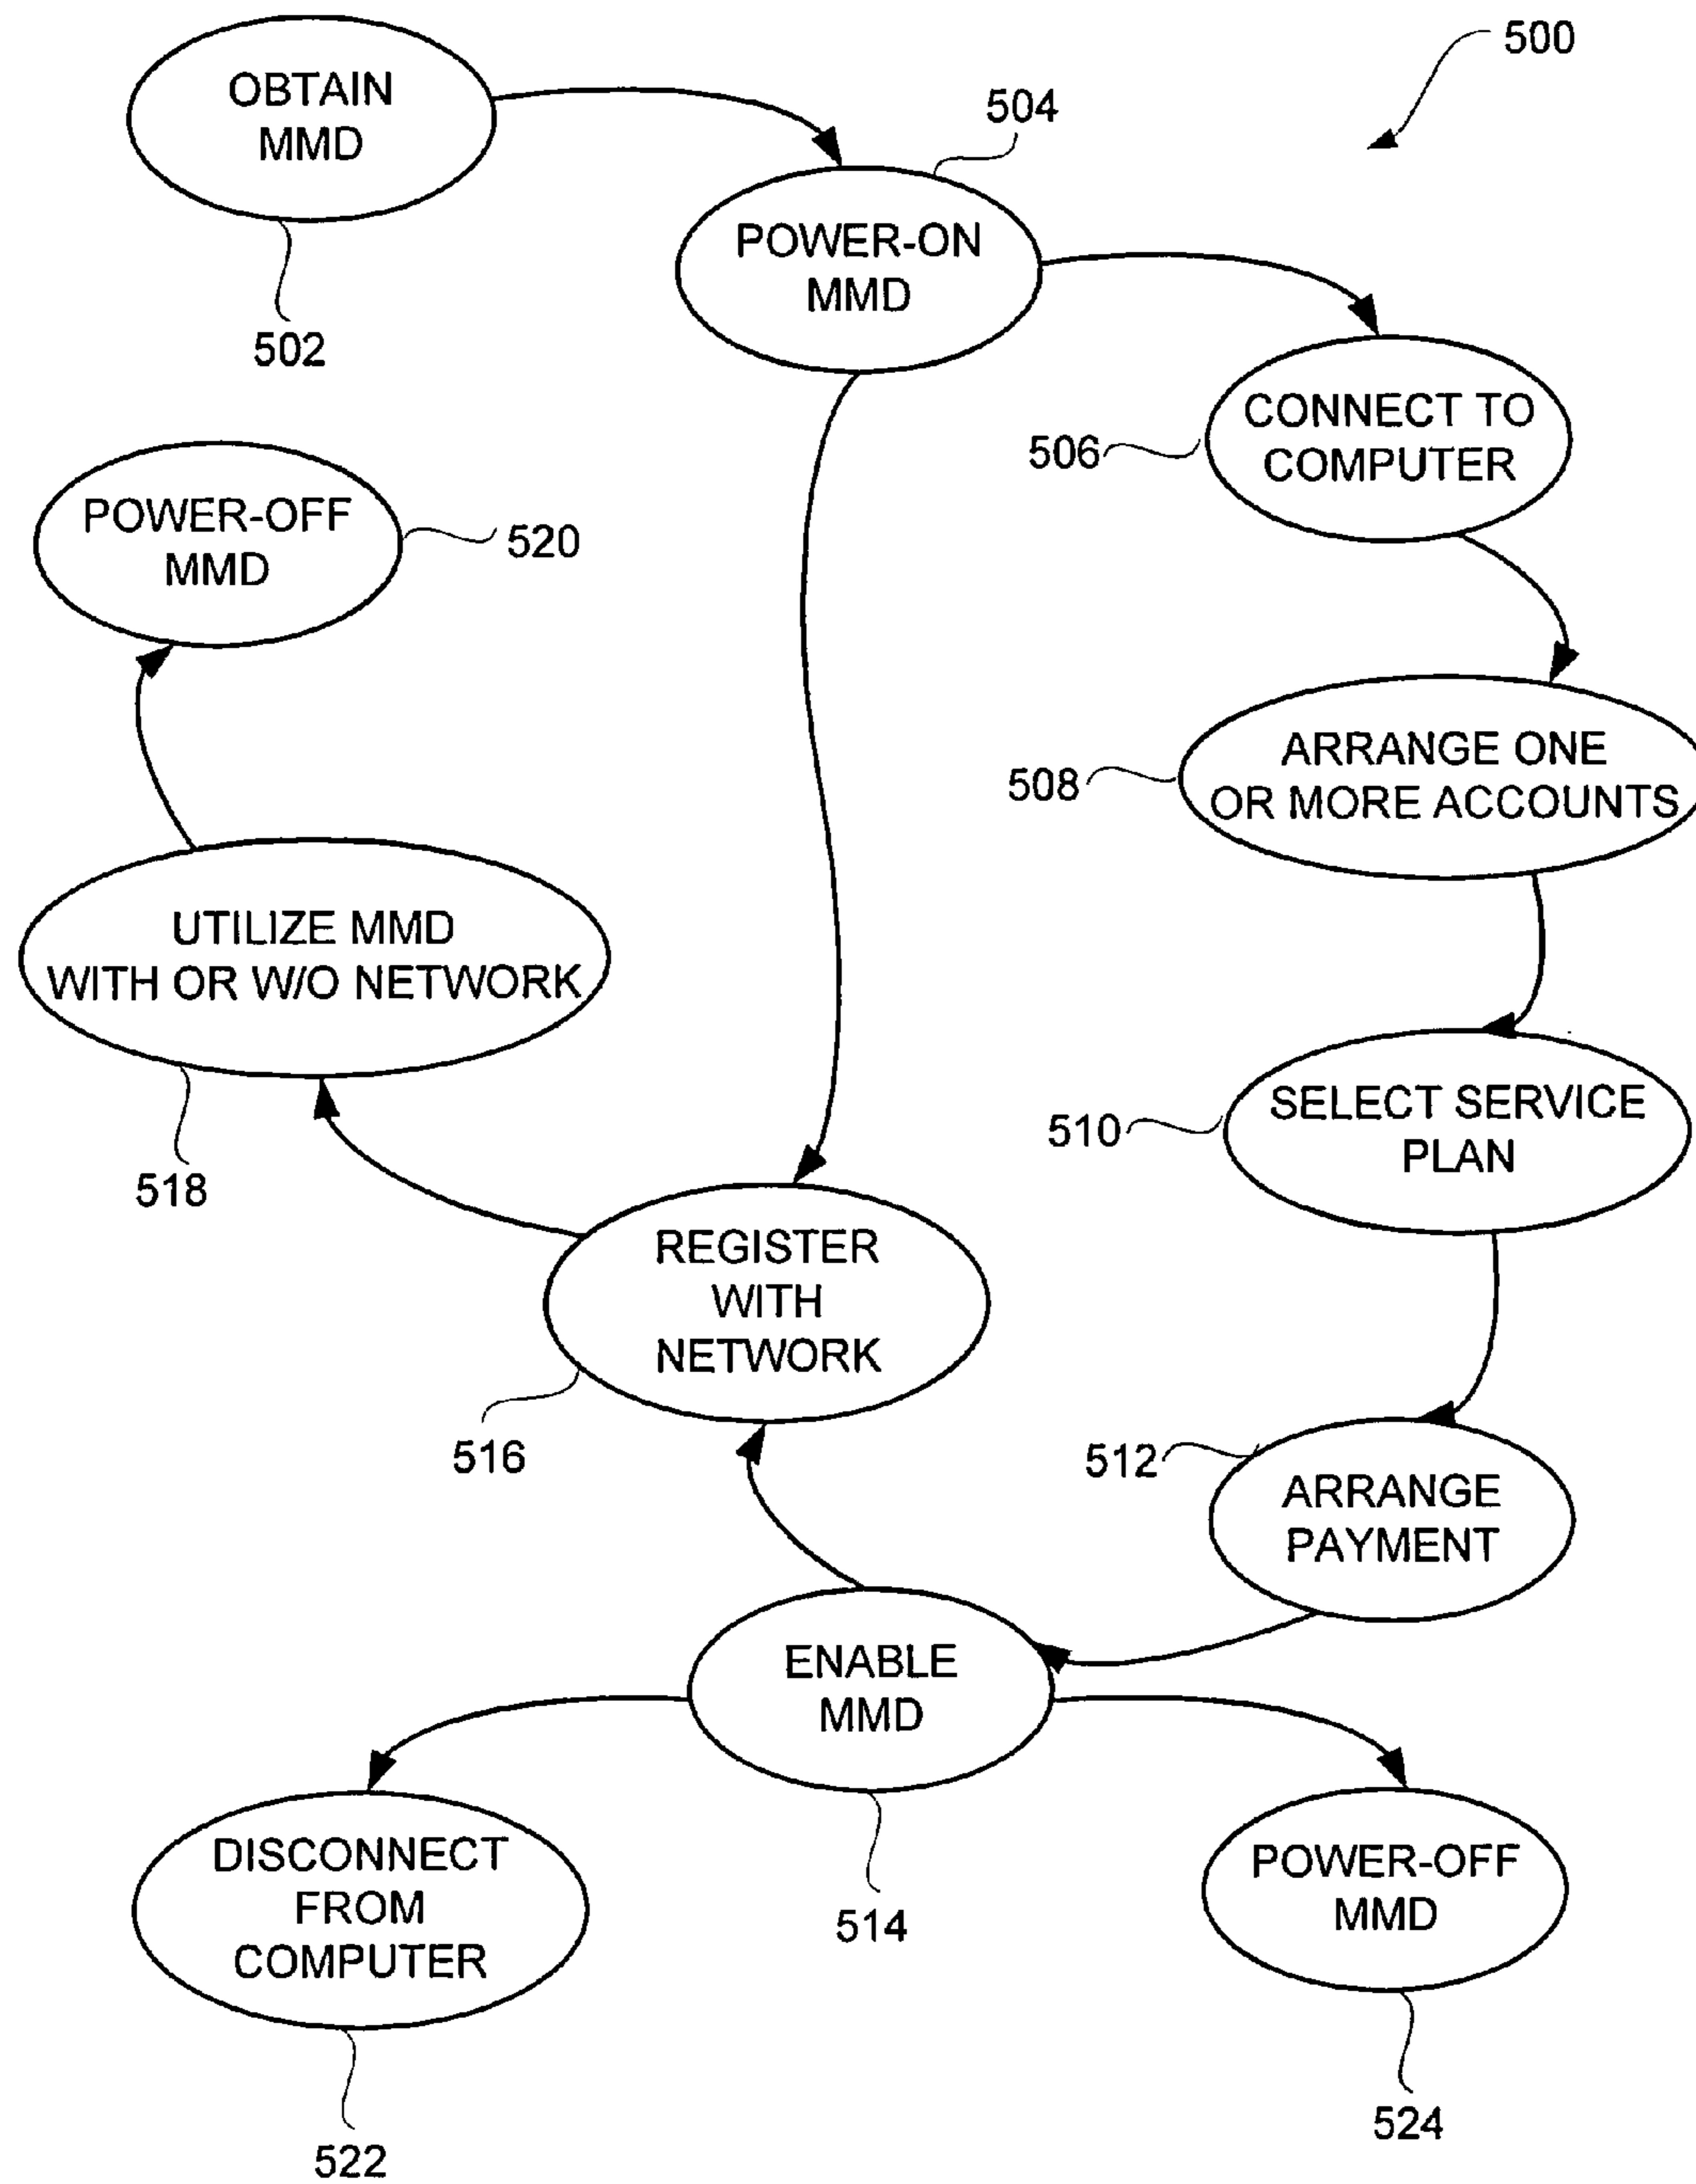 500
OBTAIN
MMD
502
504
POWER-ON
MMD
506
CONNECT TO
COMPUTER
POWER-OFF
MMD
520
508
ARRANGE ONE
OR MORE ACCOUNTS
UTILIZE MMD
WITH OR W/O NETWORK
518
510
SELECT SERVICE
PLAN
REGISTER
WITH
NETWORK
516
512
ARRANGE
PAYMENT
ENABLE
MMD
514
DISCONNECT
FROM
COMPUTER
522
POWER-OFF
MMD
524